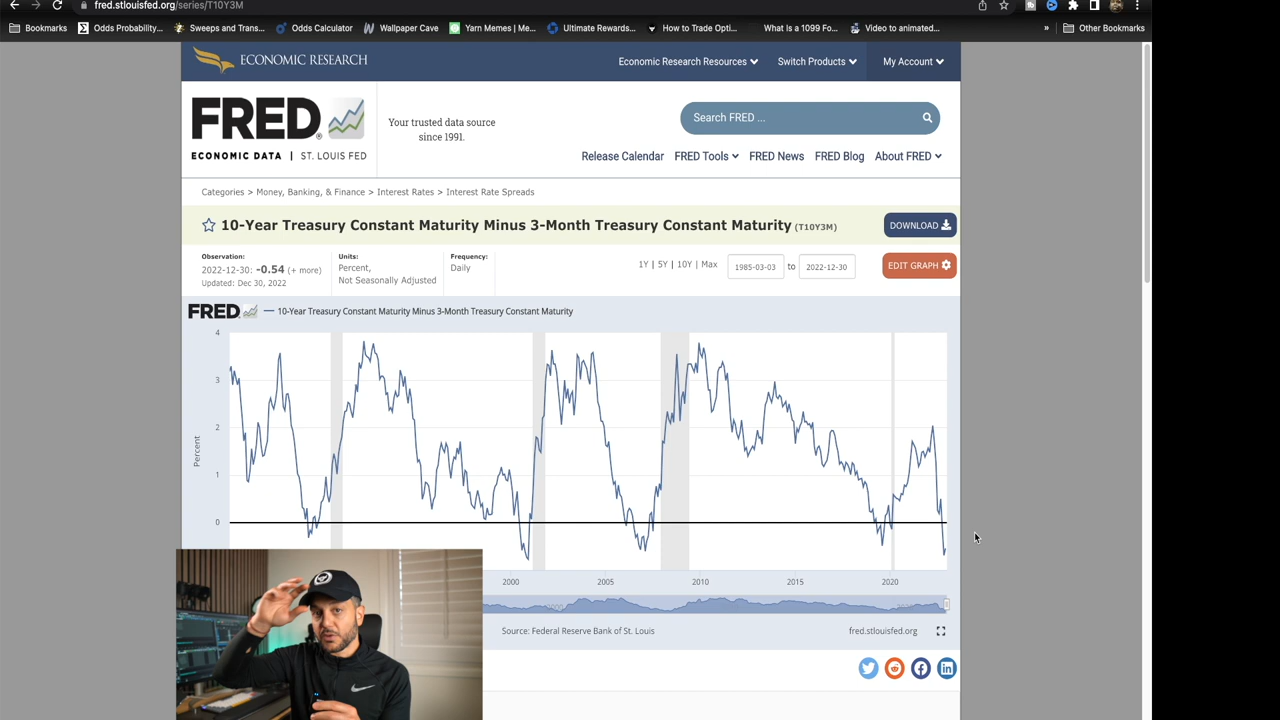 fred.stlouisfed.org/series/T10Y3M
Bookmarks Odds Probability... Sweeps and Trans... Odds Calculator Wallpaper Cave Yarn Memes | Me... Ultimate Rewards... How to Trade Opti... What Is a 1099 Fo... Video to animated... » Other Bookmarks
ECONOMIC RESEARCH
Economic Research Resources Switch Products My Account
FRED®
ECONOMIC DATA | ST. LOUIS FED
Your trusted data source
since 1991.
Search FRED ...
Release Calendar FRED Tools FRED News FRED Blog About FRED
Categories > Money, Banking, & Finance > Interest Rates > Interest Rate Spreads
10-Year Treasury Constant Maturity Minus 3-Month Treasury Constant Maturity (T10Y3M)
DOWNLOAD
Observation:
2022-12-30: -0.54 (+ more)
Updated: Dec 30, 2022
Units:
Percent,
Not Seasonally Adjusted
Frequency:
Daily
1Y | 5Y | 10Y | Max
1985-03-03 to 2022-12-30
EDIT GRAPH
FRED
10-Year Treasury Constant Maturity Minus 3-Month Treasury Constant Maturity
4
3
2
1
0
Percent
2000 2005 2010 2015 2020
Source: Federal Reserve Bank of St. Louis
fred.stlouisfed.org